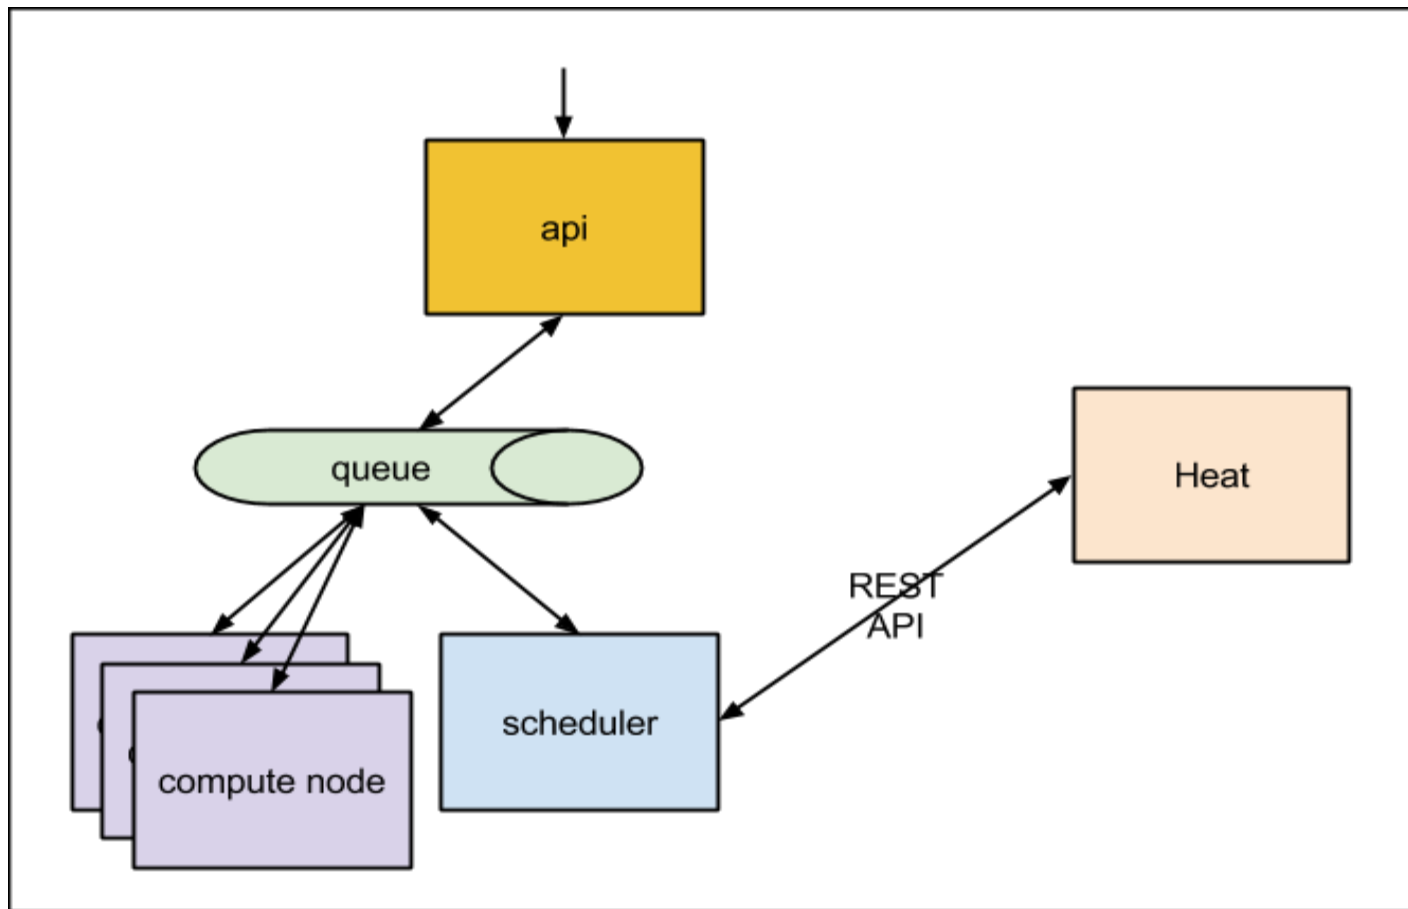 api
queue
Heat
REST
API
scheduler
compute node